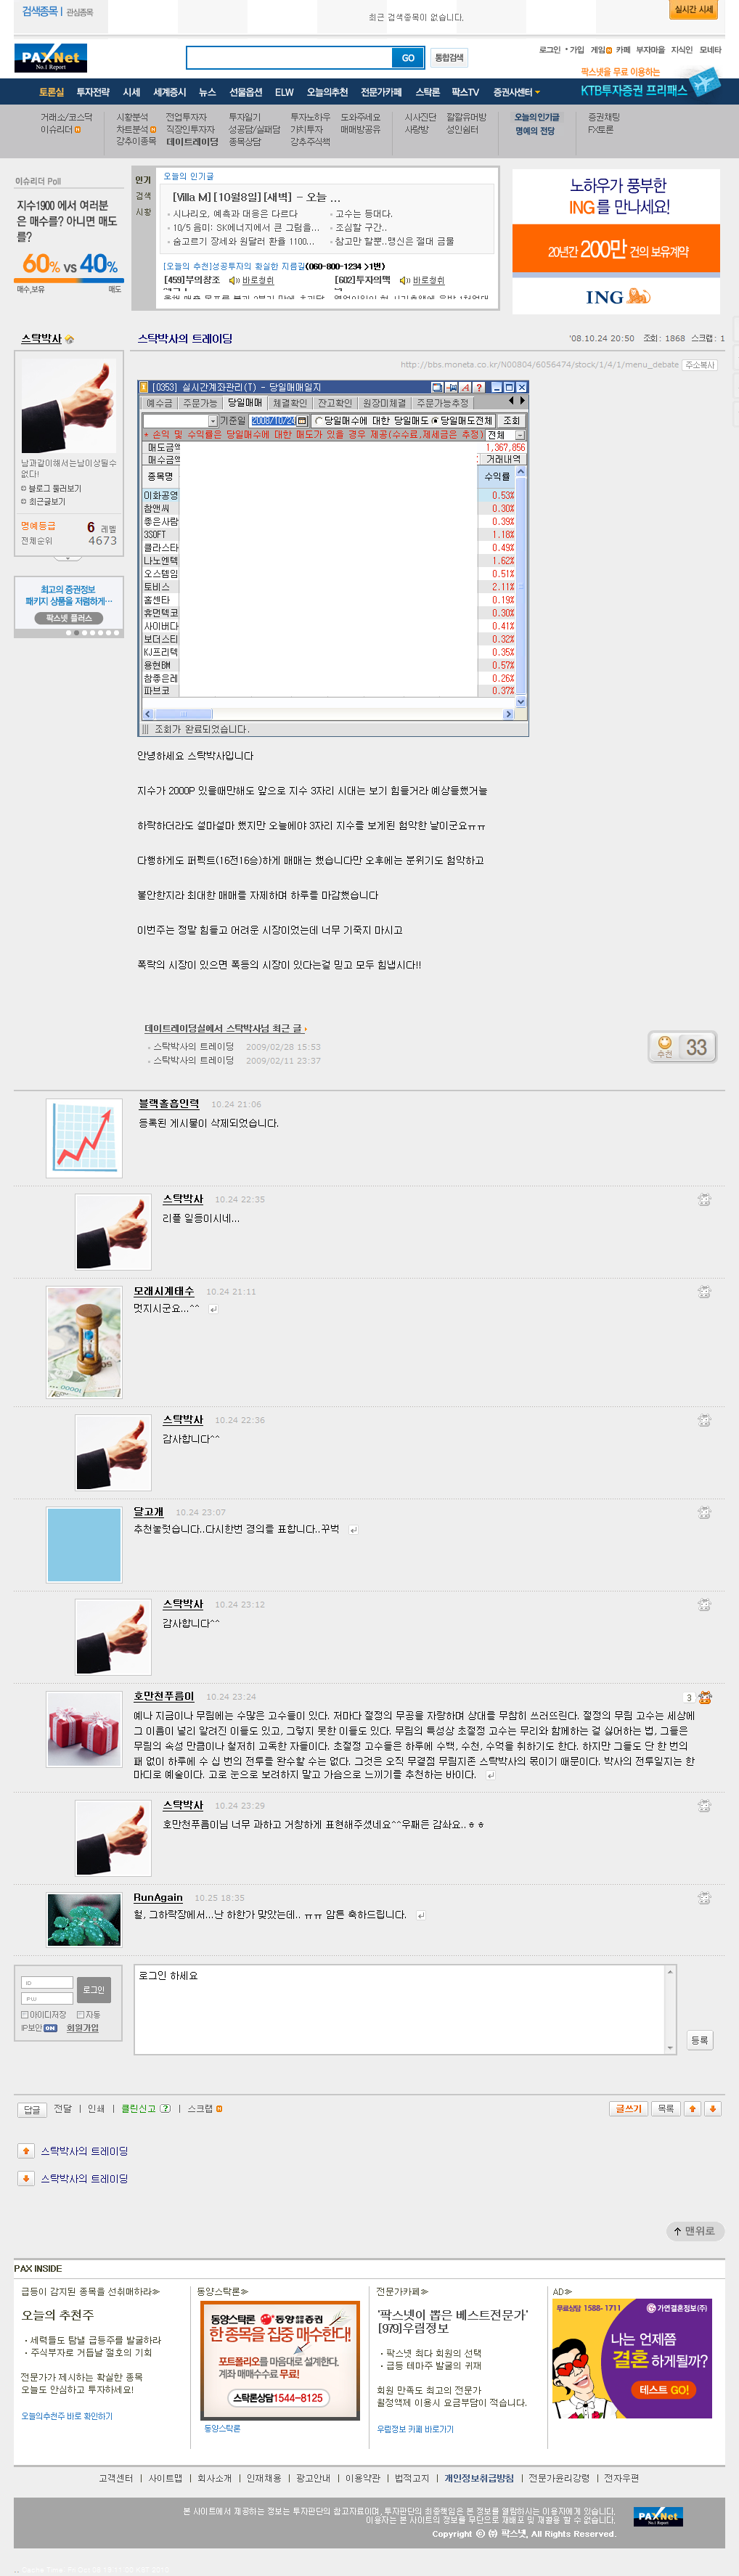 검색종목 | 관심종목
최근 검색종목이 없습니다.
실시간 시세
PAXNet
No.1 Report
GO
통합검색
로그인 • 가입 게임 카페 부자마을 지식인 모네타
팍스넷을 무료 이용하는
KTB투자증권 프리패스
토론실 투자전략 시세 세계증시 뉴스 선물옵션 ELW 오늘의추천 전문가카페 스탁론 팍스TV 증권사센터
거래소/코스닥
이슈리더
시황분석 전업투자자 투자일기 투자노하우 도와주세요
차트분석 직장인투자자 성공담/실패담 가치투자 매매방공유
강추이종목 데이트레이딩 종목상담 강추주식책
시사진단 깔깔유머방
사랑방 성인쉼터
오늘의인기글
명예의 전당
증권채팅
FX토론
이슈리더 Poll
지수1900 에서 여러분은 매수를? 아니면 매도를?
60% vs 40%
매수,보유 매도
인기
검색
시황
오늘의 인기글
[Villa M] [10월8일] [새벽] - 오늘 ...
시나리오, 예측과 대응은 다르다
고수는 등대다.
10/5 음미: SK에너지에서 큰 그림을...
조심할 구간..
숨고르기 장세와 원달러 환율 1100...
참고만 할뿐..맹신은 절대 금물
[오늘의 추천]성공투자의 확실한 지름길<060-800-1234 >1번>
[459]부의창조 바로청취
[602]투자의맥 바로청취
노하우가 풍부한
ING를 만나세요!
20년간 200만 건의 보유계약
ING
스탁박사
남과같이해서는남이상될수없다!
블로그 둘러보기
최근글보기
명예등급 6 레벨
전체순위 4673
최고의 증권정보
패키지 상품을 저렴하게…
팍스넷 플러스
스탁박사의 트레이딩
'08.10.24 20:50 조회 : 1868 스크랩 : 1
http://bbs.moneta.co.kr/N00804/6056474/stock/1/4/1/menu_debate 주소복사
[0353] 실시간계좌관리(T) - 당일매매일지
예수금 주문가능 당일매매 체결확인 잔고확인 원장미체결 주문가능추정
기준일 2008/10/24 당일매수에 대한 당일매도 당일매도전체 조회
* 손익 및 수익률은 당일매수에 대한 매도가 있을 경우 제공(수수료,제세금은 추정) 전체
매도금액 1,367,856
매수금액 거래내역
종목명 수익률
이화공영 0.53%
참앤씨 0.30%
좋은사람 0.39%
3SOFT 1.18%
클라스타 0.49%
나노엔텍 1.62%
오스템임 0.51%
토비스 2.11%
홈센타 0.19%
휴먼텍코 0.30%
사이버다 0.41%
보더스티 0.32%
KJ프리텍 0.35%
용현BM 0.57%
참좋은레 0.26%
파브코 0.37%
조회가 완료되었습니다.
안녕하세요 스탁박사입니다
지수가 2000P 있을때만해도 앞으로 지수 3자리 시대는 보기 힘들거라 예상들했거늘
하락하더라도 설마설마 했지만 오늘에야 3자리 지수를 보게된 험악한 날이군요ㅠㅠ
다행하게도 퍼펙트(16전16승)하게 매매는 했습니다만 오후에는 분위기도 험악하고
불안한지라 최대한 매매를 자제하며 하루를 마감했습니다
이번주는 정말 힘들고 어려운 시장이었는데 너무 기죽지 마시고
폭락의 시장이 있으면 폭등의 시장이 있다는걸 믿고 모두 힘냅시다!!
데이트레이딩실에서 스탁박사님 최근 글
스탁박사의 트레이딩 2009/02/28 15:53
스탁박사의 트레이딩 2009/02/11 23:37
추천 33
블랙홀흡인력 10.24 21:06
등록된 게시물이 삭제되었습니다.
스탁박사 10.24 22:35
리플 일등이시네...
모래시계태수 10.24 21:11
멋지시군요...^^
스탁박사 10.24 22:36
감사합니다^^
달고개 10.24 23:07
추천눌렀습니다..다시한번 경의를 표합니다..꾸벅
스탁박사 10.24 23:12
감사합니다^^
호만천푸름이 10.24 23:24
3
예나 지금이나 무림에는 수많은 고수들이 있다. 저마다 절정의 무공을 자랑하며 상대를 무참히 쓰러뜨린다. 절정의 무림 고수는 세상에
그 이름이 널리 알려진 이들도 있고, 그렇지 못한 이들도 있다. 무림의 특성상 초절정 고수는 무리와 함께하는 걸 싫어하는 법, 그들은
무림의 숙성 만큼이나 철저히 고독한 자들이다. 초절정 고수들은 하루에 수백, 수천, 수억을 취하기도 한다. 하지만 그들도 단 한 번의
패 없이 하루에 수 십 번의 전투를 완수할 수는 없다. 그것은 오직 무결점 무림지존 스탁박사의 몫이기 때문이다. 박사의 전투일지는 한
마디로 예술이다. 고로 눈으로 보려하지 말고 가슴으로 느끼기를 추천하는 바이다.
스탁박사 10.24 23:29
호만천푸름이님 너무 과하고 거창하게 표현해주셨네요^^우째든 감솨요..ㅎㅎ
RunAgain 10.25 18:35
헐, 그하락장에서...난 하한가 맞았는데.. ㅠㅠ 암튼 축하드립니다.
ID
PW
로그인
아이디저장 자동
IP보안 ON 회원가입
로그인 하세요
등록
답글 전달 | 인쇄 | 클린신고 | 스크랩
글쓰기 목록
스탁박사의 트레이딩
스탁박사의 트레이딩
맨위로
PAX INSIDE
급등이 감지된 종목을 선취매하라≫
오늘의 추천주
· 세력들도 탐낼 급등주를 발굴하라
· 주식부자로 거듭날 절호의 기회
전문가가 제시하는 확실한 종목
오늘도 안심하고 투자하세요!
오늘의추천주 바로 확인하기
동양스탁론≫
동양스탁론 동양종합증권
한 종목을 집중 매수한다!
포트폴리오를 마음대로 설계한다.
계좌 매매수수료 무료!
스탁론상담1544-8125
동양스탁론
전문가카페≫
'팍스넷이 뽑은 베스트전문가'
[979]우림정보
· 팍스넷 최다 회원의 선택
· 급등 테마주 발굴의 귀재
회원 만족도 최고의 전문가
월정액제 이용시 요금부담이 적습니다.
우림정보 카페 바로가기
AD≫
무료상담 1588-1711 가연결혼정보(주)
나는 언제쯤
결혼하게될까?
테스트 GO!
고객센터 | 사이트맵 | 회사소개 | 인재채용 | 광고안내 | 이용약관 | 법적고지 | 개인정보취급방침 | 전문가윤리강령 | 전자우편
본 사이트에서 제공하는 정보는 투자판단의 참고자료이며, 투자판단의 최종책임은 본 정보를 열람하시는 이용자에게 있습니다.
이용자는 본 사이트의 정보를 무단으로 재배포 및 재활용 할 수 없습니다.
Copyright ⓒ ㈜ 팍스넷, All Rights Reserved.
PAXNet
No.1 Report